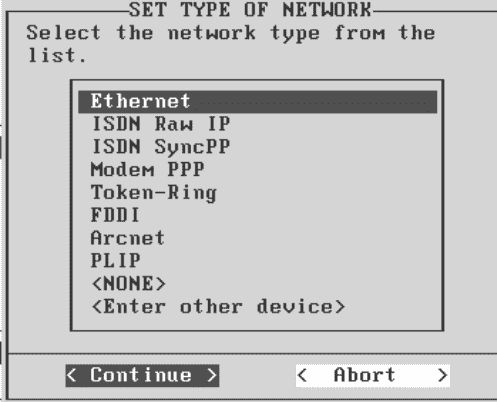 SET TYPE OF NETWORK
Select the network type from the
list.
Ethernet
ISDN Raw IP
ISDN SyncPP
Modem PPP
Token-Ring
FDDI
Arcnet
PLIP
<NONE>
<Enter other device>
< Continue > < Abort >